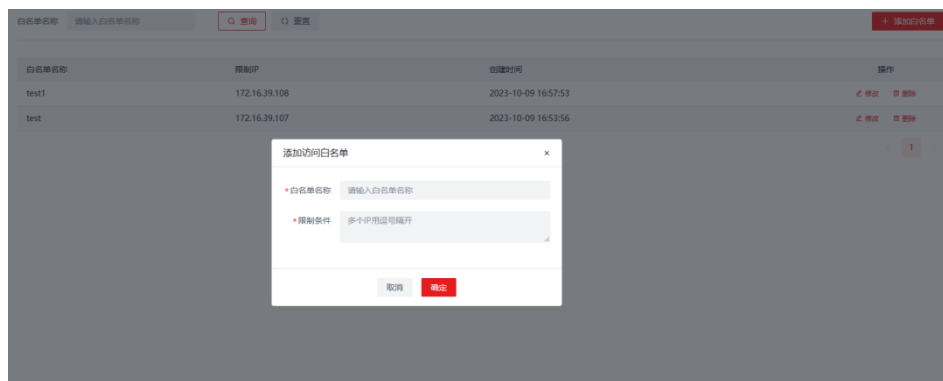 白名单名称 请输入白名单名称 查询 重置 + 添加白名单
白名单名称 限制IP 创建时间 操作
test1 172.16.39.108 2023-10-09 16:57:53 修改 删除
test 172.16.39.107 2023-10-09 16:53:56 修改 删除
1
添加访问白名单 ×
*白名单名称 请输入白名单名称
*限制条件 多个IP用逗号隔开
取消 确定